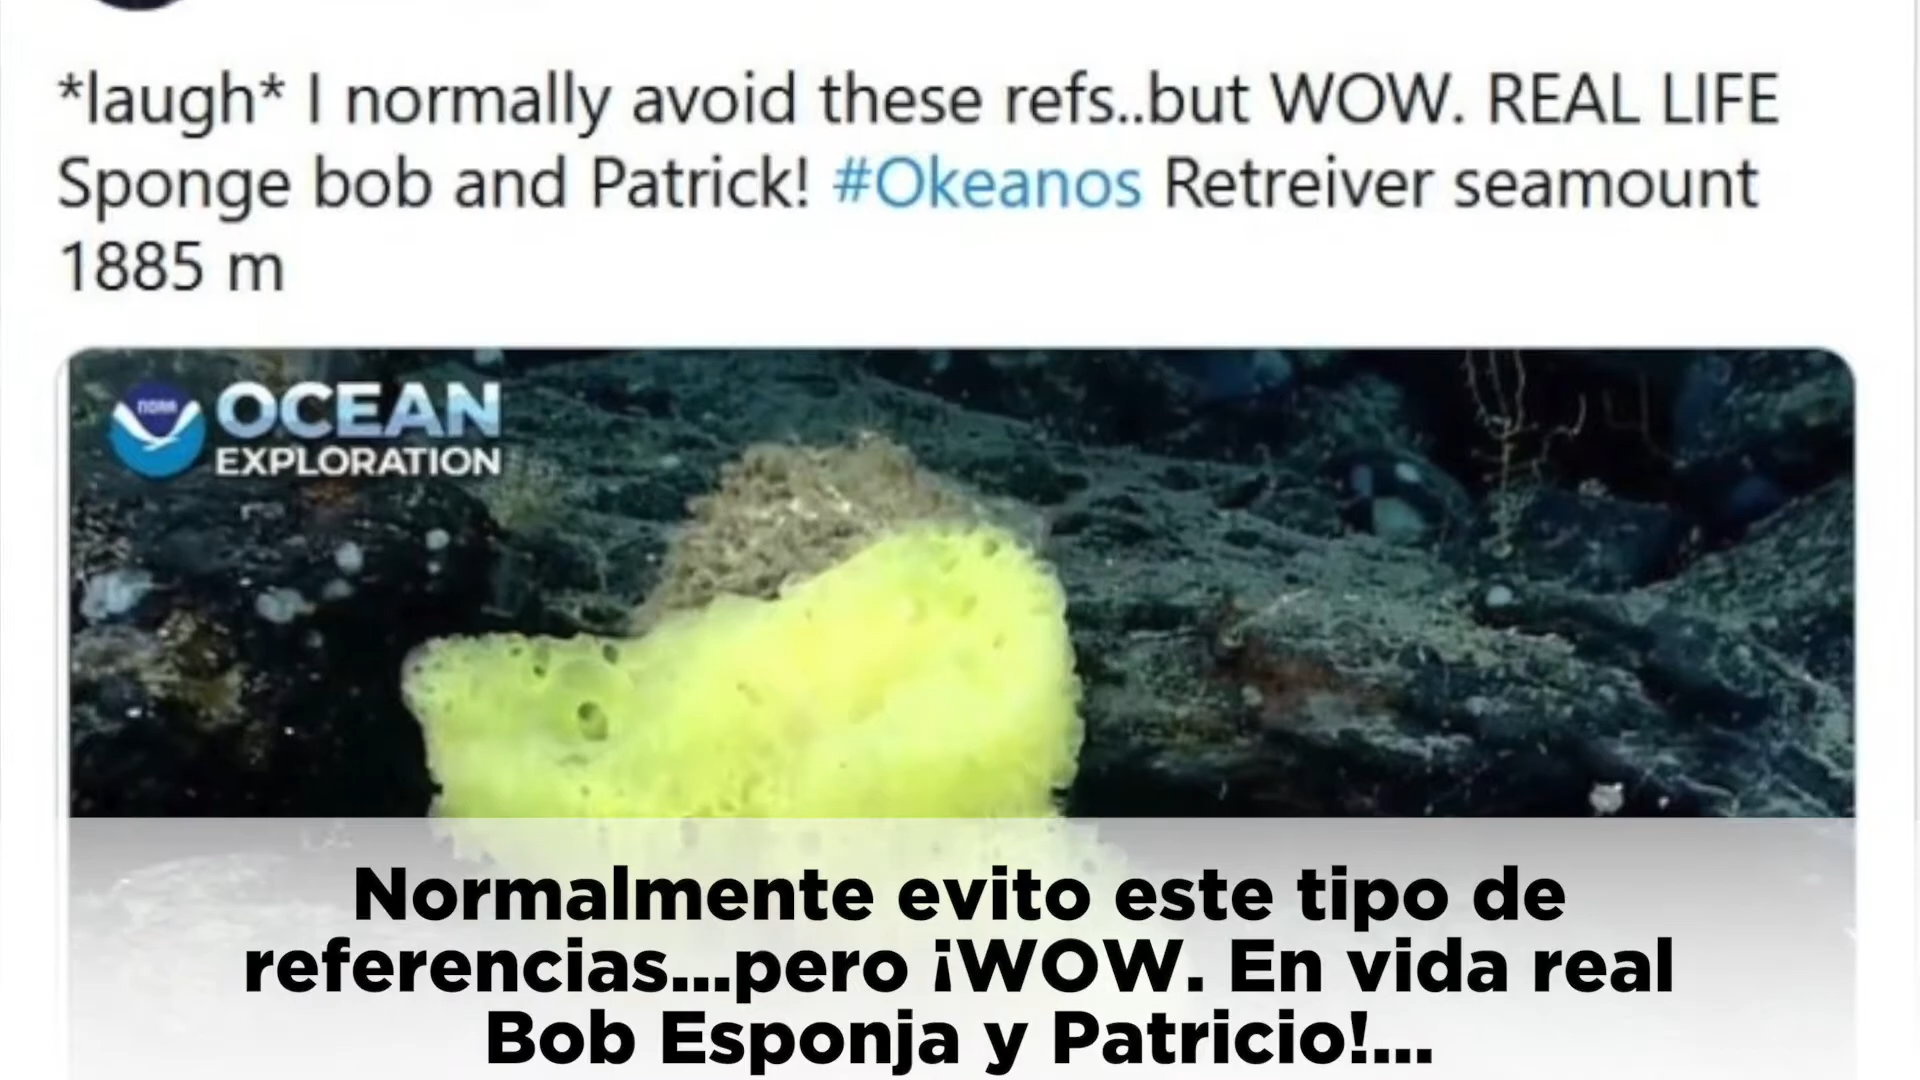 *laugh* I normally avoid these refs..but WOW. REAL LIFE
Sponge bob and Patrick! #Okeanos Retreiver seamount
1885 m
NOAA
OCEAN
EXPLORATION
Normalmente evito este tipo de
referencias...pero ¡WOW. En vida real
Bob Esponja y Patricio!...